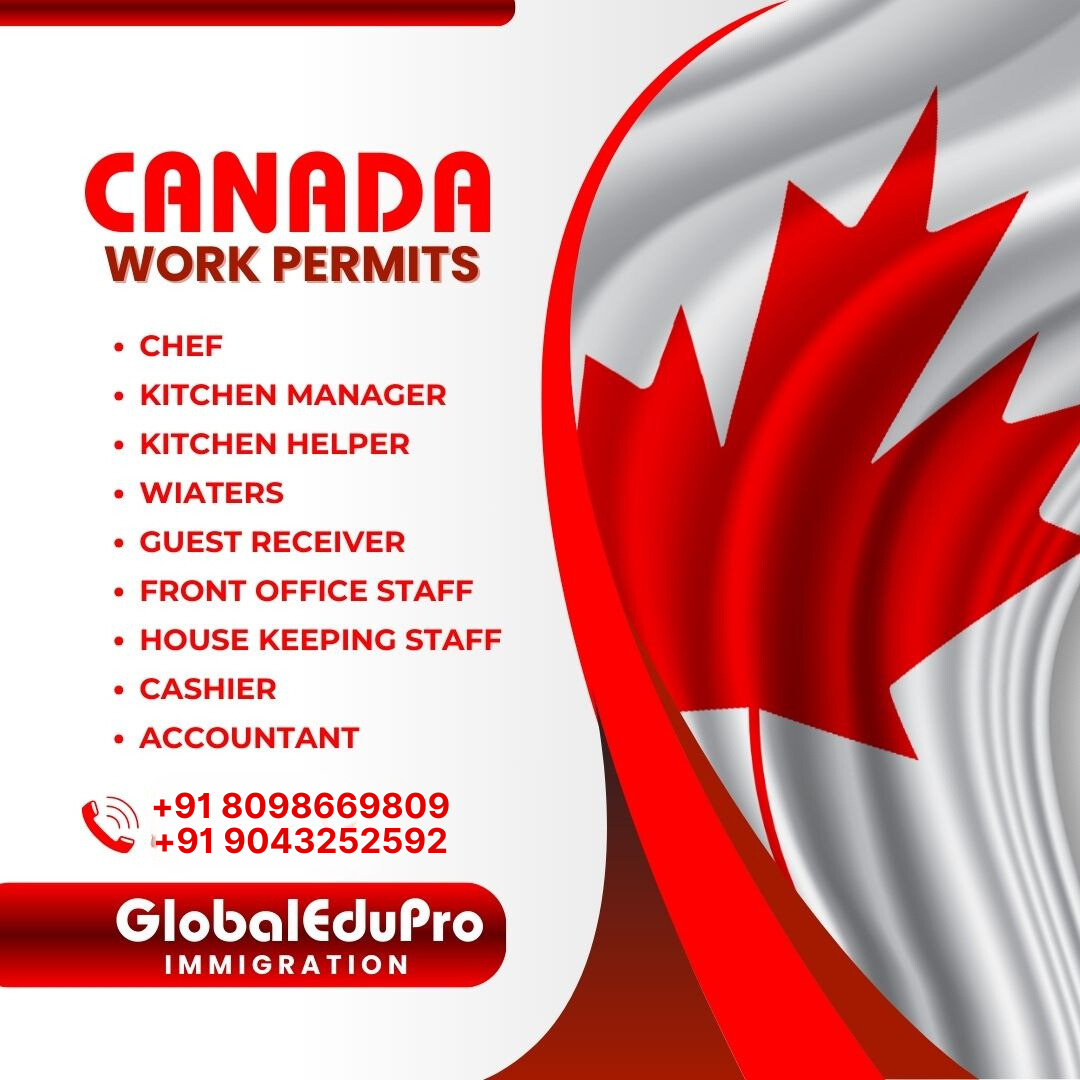 CANADA
WORK PERMITS
• CHEF
• KITCHEN MANAGER
• KITCHEN HELPER
• WIATERS
• GUEST RECEIVER
• FRONT OFFICE STAFF
• HOUSE KEEPING STAFF
• CASHIER
• ACCOUNTANT
+91 8098669809
+91 9043252592
GlobalEduPro
IMMIGRATION